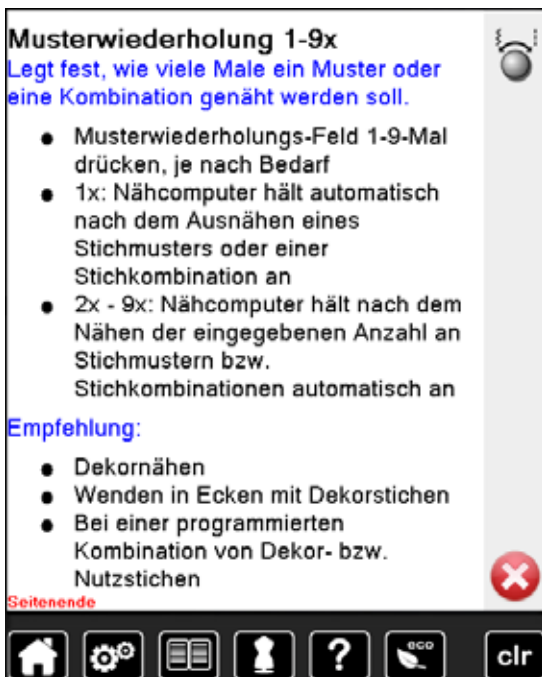 Musterwiederholung 1-9x
Legt fest, wie viele Male ein Muster oder
eine Kombination genäht werden soll.
● Musterwiederholungs-Feld 1-9-Mal
drücken, je nach Bedarf
● 1x: Nähcomputer hält automatisch
nach dem Ausnähen eines
Stichmusters oder einer
Stichkombination an
● 2x - 9x: Nähcomputer hält nach dem
Nähen der eingegebenen Anzahl an
Stichmustern bzw.
Stichkombinationen automatisch an
Empfehlung:
● Dekornähen
● Wenden in Ecken mit Dekorstichen
● Bei einer programmierten
Kombination von Dekor- bzw.
Nutzstichen
Seitenende
? eco clr